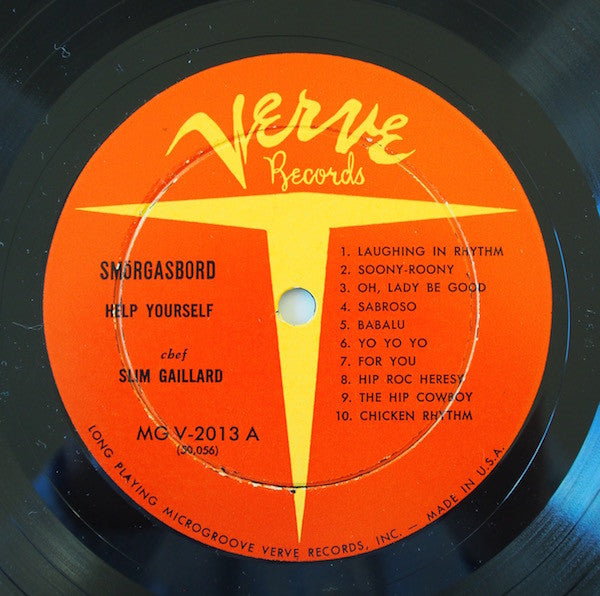 Verve
Records
SMÖRGASBORD
HELP YOURSELF
chef
SLIM GAILLARD
MG V-2013 A
(50,056)
1. LAUGHING IN RHYTHM
2. SOONY-ROONY
3. OH, LADY BE GOOD
4. SABROSO
5. BABALU
6. YO YO YO
7. FOR YOU
8. HIP ROC HERESY
9. THE HIP COWBOY
10. CHICKEN RHYTHM
LONG PLAYING MICROGROOVE VERVE RECORDS, INC. — MADE IN U.S.A.